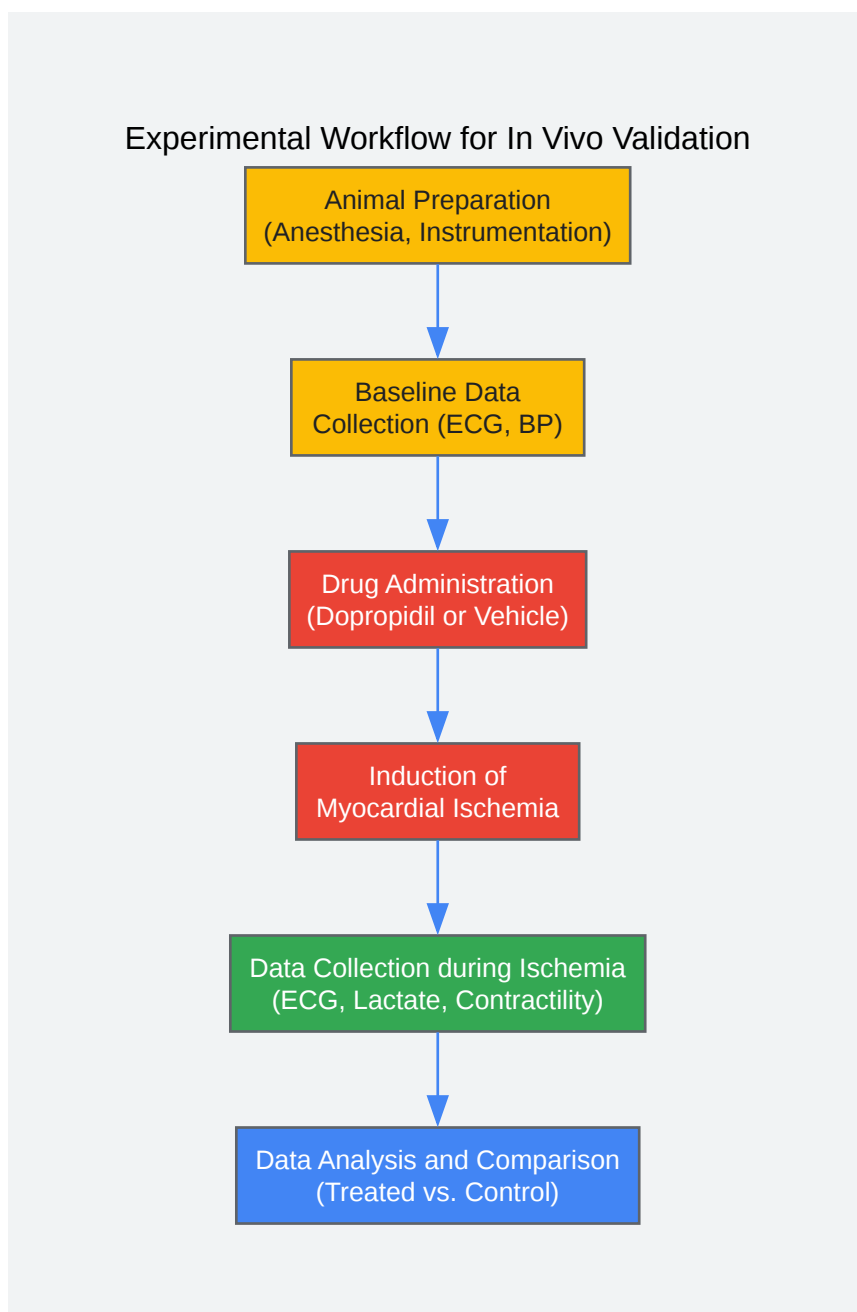 Experimental Workflow for In Vivo Validation
Animal Preparation
(Anesthesia, Instrumentation)
Baseline Data
Collection (ECG, BP)
Drug Administration
(Dopropidil or Vehicle)
Induction of
Myocardial Ischemia
Data Collection during Ischemia
(ECG, Lactate, Contractility)
Data Analysis and Comparison
(Treated vs. Control)